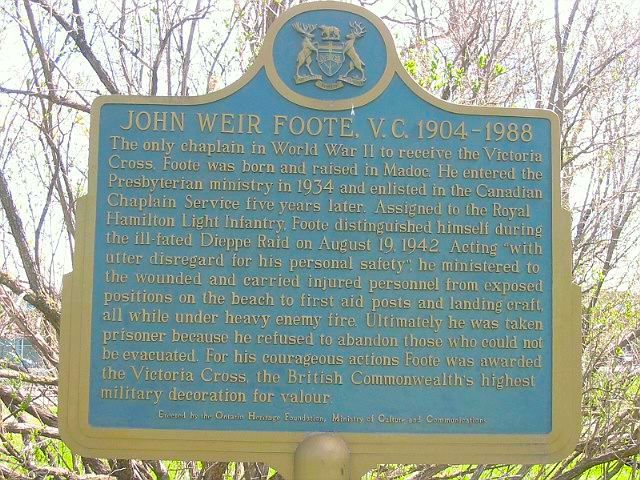 JOHN WEIR FOOTE, V.C. 1904-1988
The only chaplain in World War II to receive the Victoria
Cross, Foote was born and raised in Madoc. He entered the
Presbyterian ministry in 1934 and enlisted in the Canadian
Chaplain Service five years later. Assigned to the Royal
Hamilton Light Infantry, Foote distinguished himself during
the ill-fated Dieppe Raid on August 19, 1942. Acting "with
utter disregard for his personal safety", he ministered to
the wounded and carried injured personnel from exposed
positions on the beach to first aid posts and landing craft,
all while under heavy enemy fire. Ultimately he was taken
prisoner because he refused to abandon those who could not
be evacuated. For his courageous actions Foote was awarded
the Victoria Cross, the British Commonwealth's highest
military decoration for valour.
Erected by the Ontario Heritage Foundation, Ministry of Culture and Communications